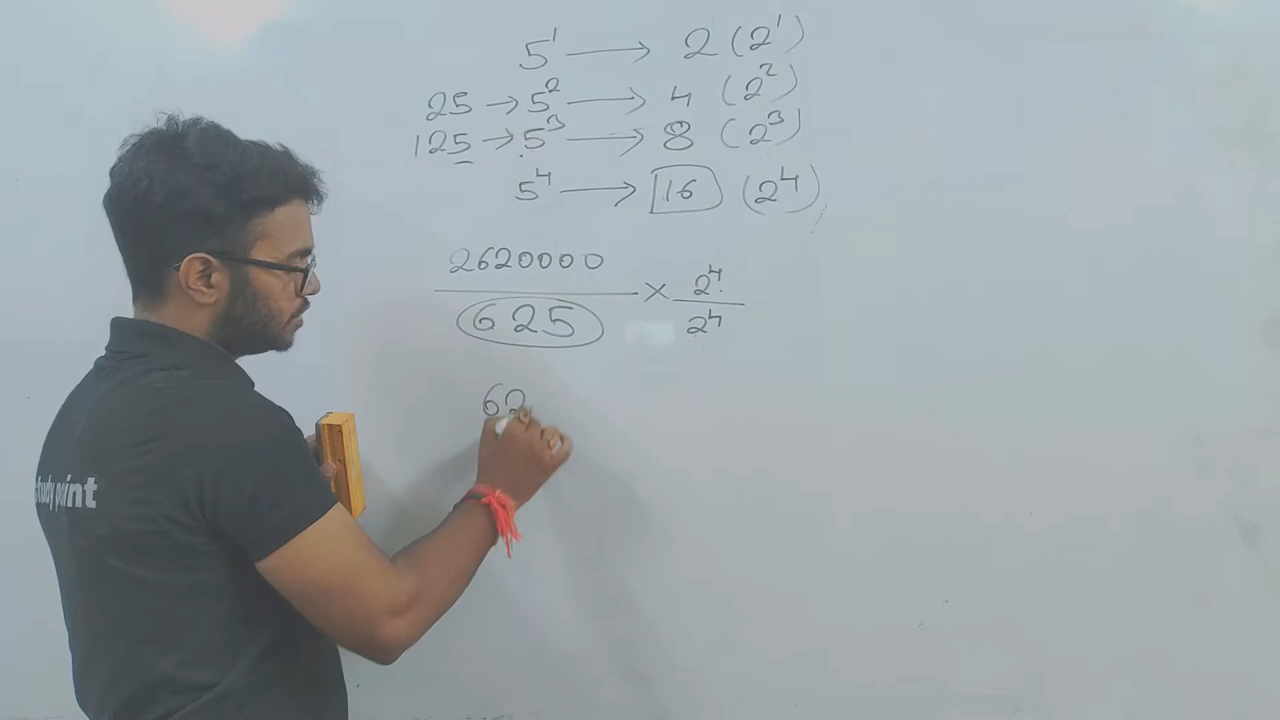 5¹ → 2 (2¹)
25 → 5² → 4 (2²)
125 → 5³ → 8 (2³)
5⁴ → 16 (2⁴)
2620000 × 2⁴
625 2⁴
62
study point